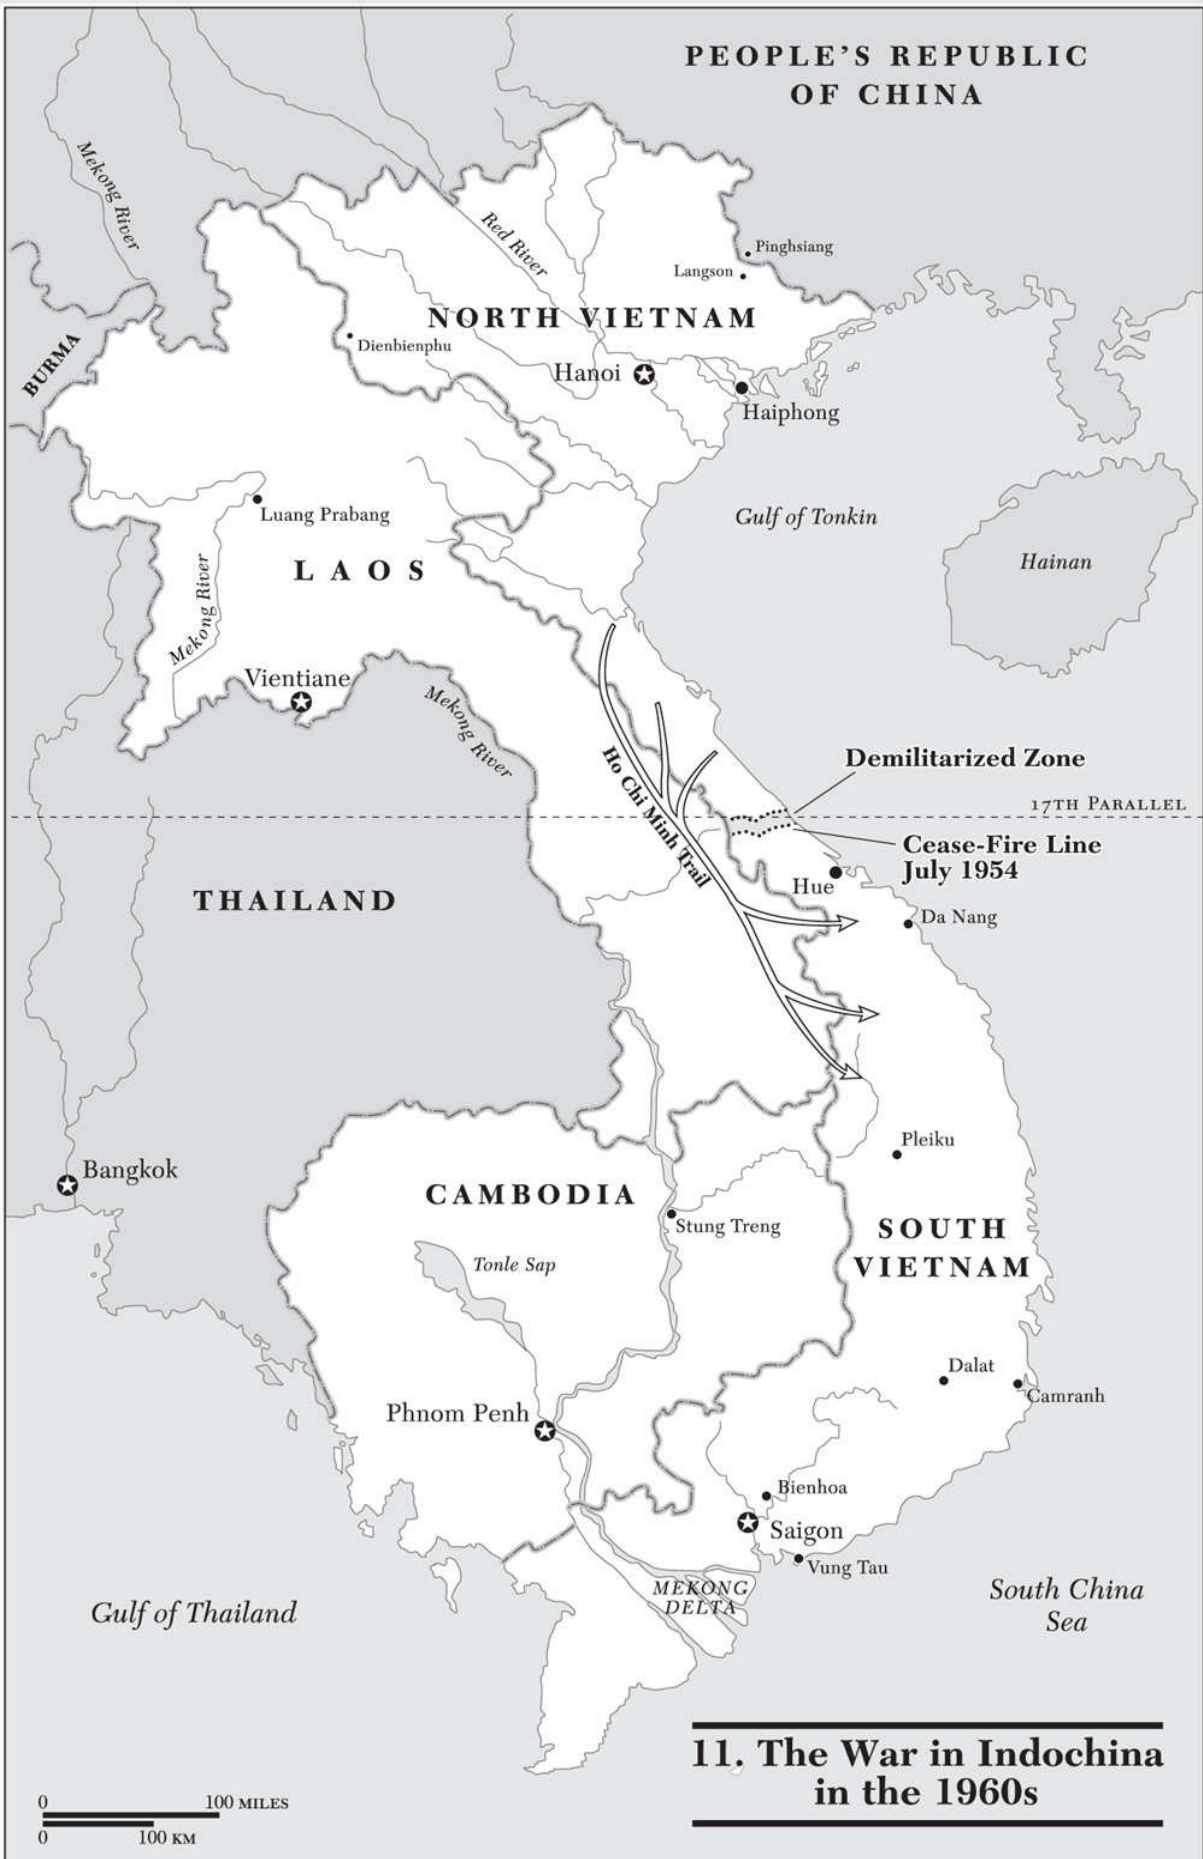 PEOPLE'S REPUBLIC
OF CHINA
Mekong River
Red River
Pinghsiang
Langson
NORTH VIETNAM
BURMA
Dienbienphu
Hanoi
Haiphong
Luang Prabang
Gulf of Tonkin
Hainan
LAOS
Mekong River
Vientiane
Mekong River
Ho Chi Minh Trail
Demilitarized Zone
17TH PARALLEL
Cease-Fire Line
July 1954
Hue
THAILAND
Da Nang
Pleiku
Bangkok
CAMBODIA
Stung Treng
SOUTH
VIETNAM
Tonle Sap
Dalat
Camranh
Phnom Penh
Bienhoa
Saigon
Vung Tau
MEKONG
DELTA
South China
Sea
Gulf of Thailand
11. The War in Indochina
in the 1960s
0 100 MILES
0 100 KM